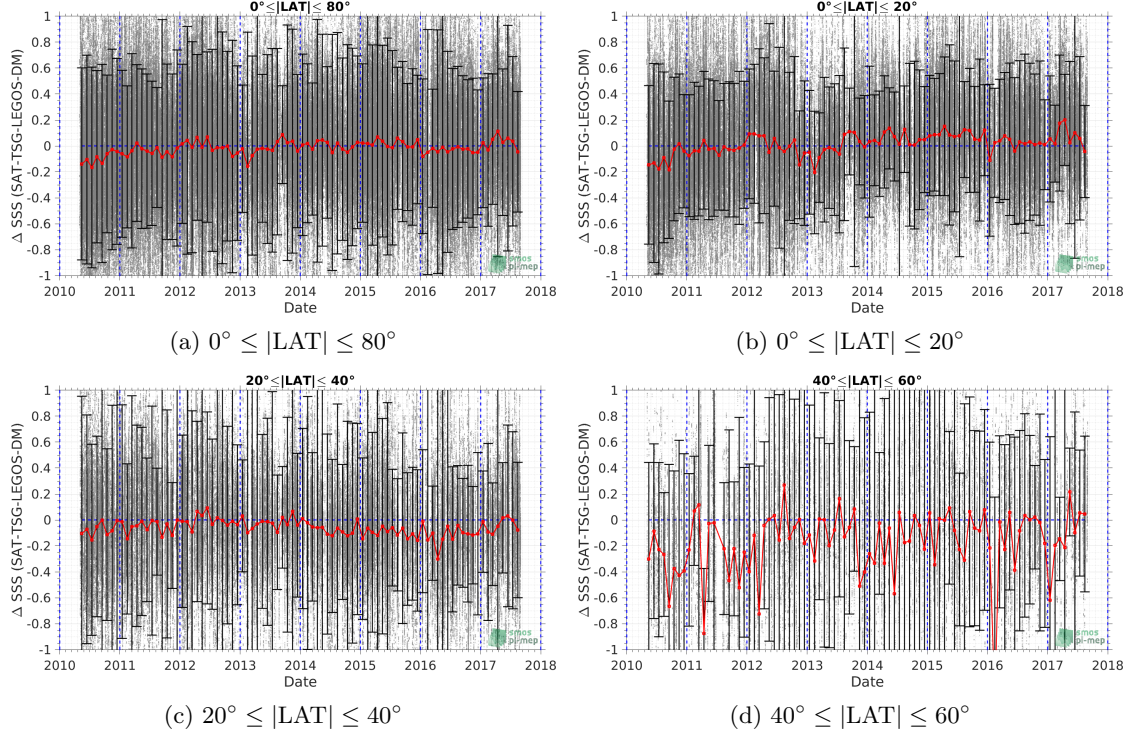 0°≤|LAT|≤ 80°
Δ SSS (SAT-TSG-LEGOS-DM)
1
0.8
0.6
0.4
0.2
0
-0.2
-0.4
-0.6
-0.8
-1
2010 2011 2012 2013 2014 2015 2016 2017 2018
Date
smos
pi-mep
(a) 0° ≤ |LAT| ≤ 80°
0°≤|LAT|≤ 20°
Δ SSS (SAT-TSG-LEGOS-DM)
1
0.8
0.6
0.4
0.2
0
-0.2
-0.4
-0.6
-0.8
-1
2010 2011 2012 2013 2014 2015 2016 2017 2018
Date
smos
pi-mep
(b) 0° ≤ |LAT| ≤ 20°
20°≤|LAT|≤ 40°
Δ SSS (SAT-TSG-LEGOS-DM)
1
0.8
0.6
0.4
0.2
0
-0.2
-0.4
-0.6
-0.8
-1
2010 2011 2012 2013 2014 2015 2016 2017 2018
Date
smos
pi-mep
(c) 20° ≤ |LAT| ≤ 40°
40°≤|LAT|≤ 60°
Δ SSS (SAT-TSG-LEGOS-DM)
1
0.8
0.6
0.4
0.2
0
-0.2
-0.4
-0.6
-0.8
-1
2010 2011 2012 2013 2014 2015 2016 2017 2018
Date
smos
pi-mep
(d) 40° ≤ |LAT| ≤ 60°